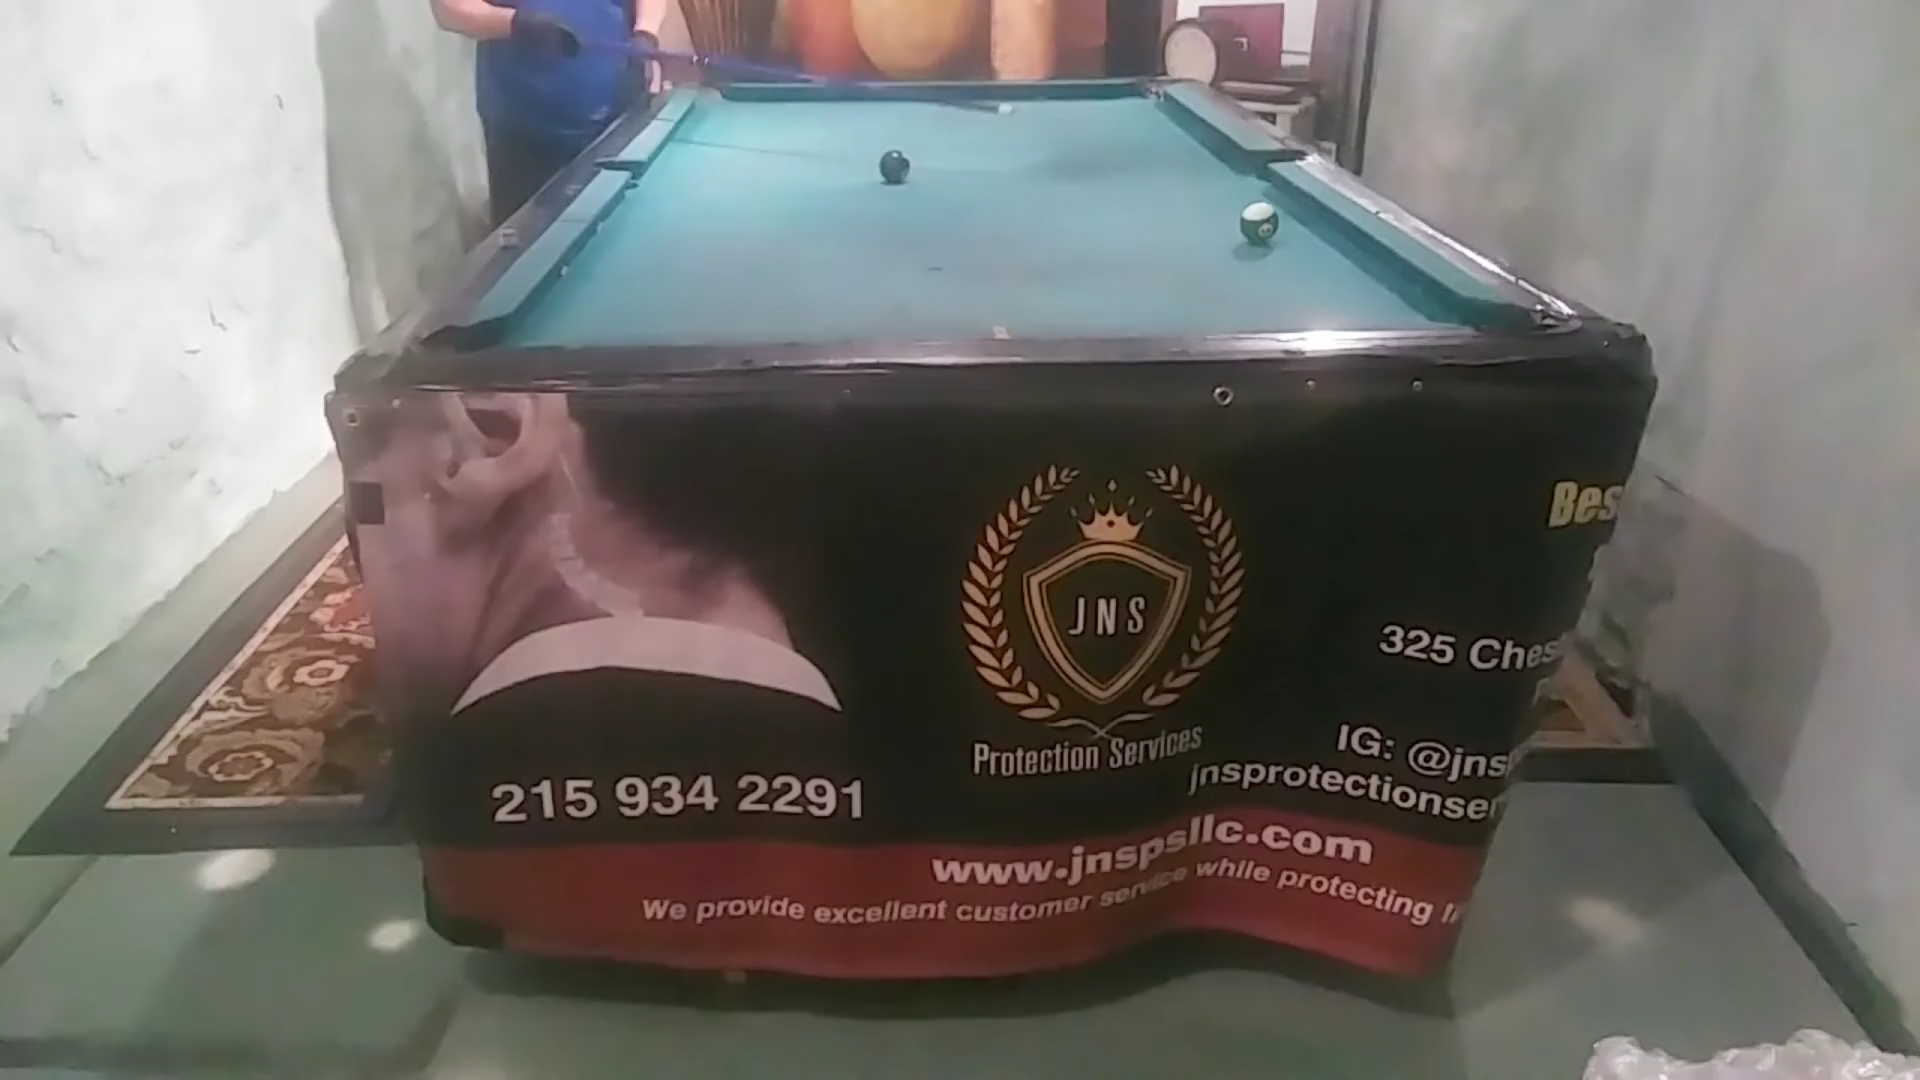 JNS
Protection Services
215 934 2291
Bes
325 Ches
IG: @jns
jnsprotectionser
www.jnspsllc.com
We provide excellent customer service while protecting